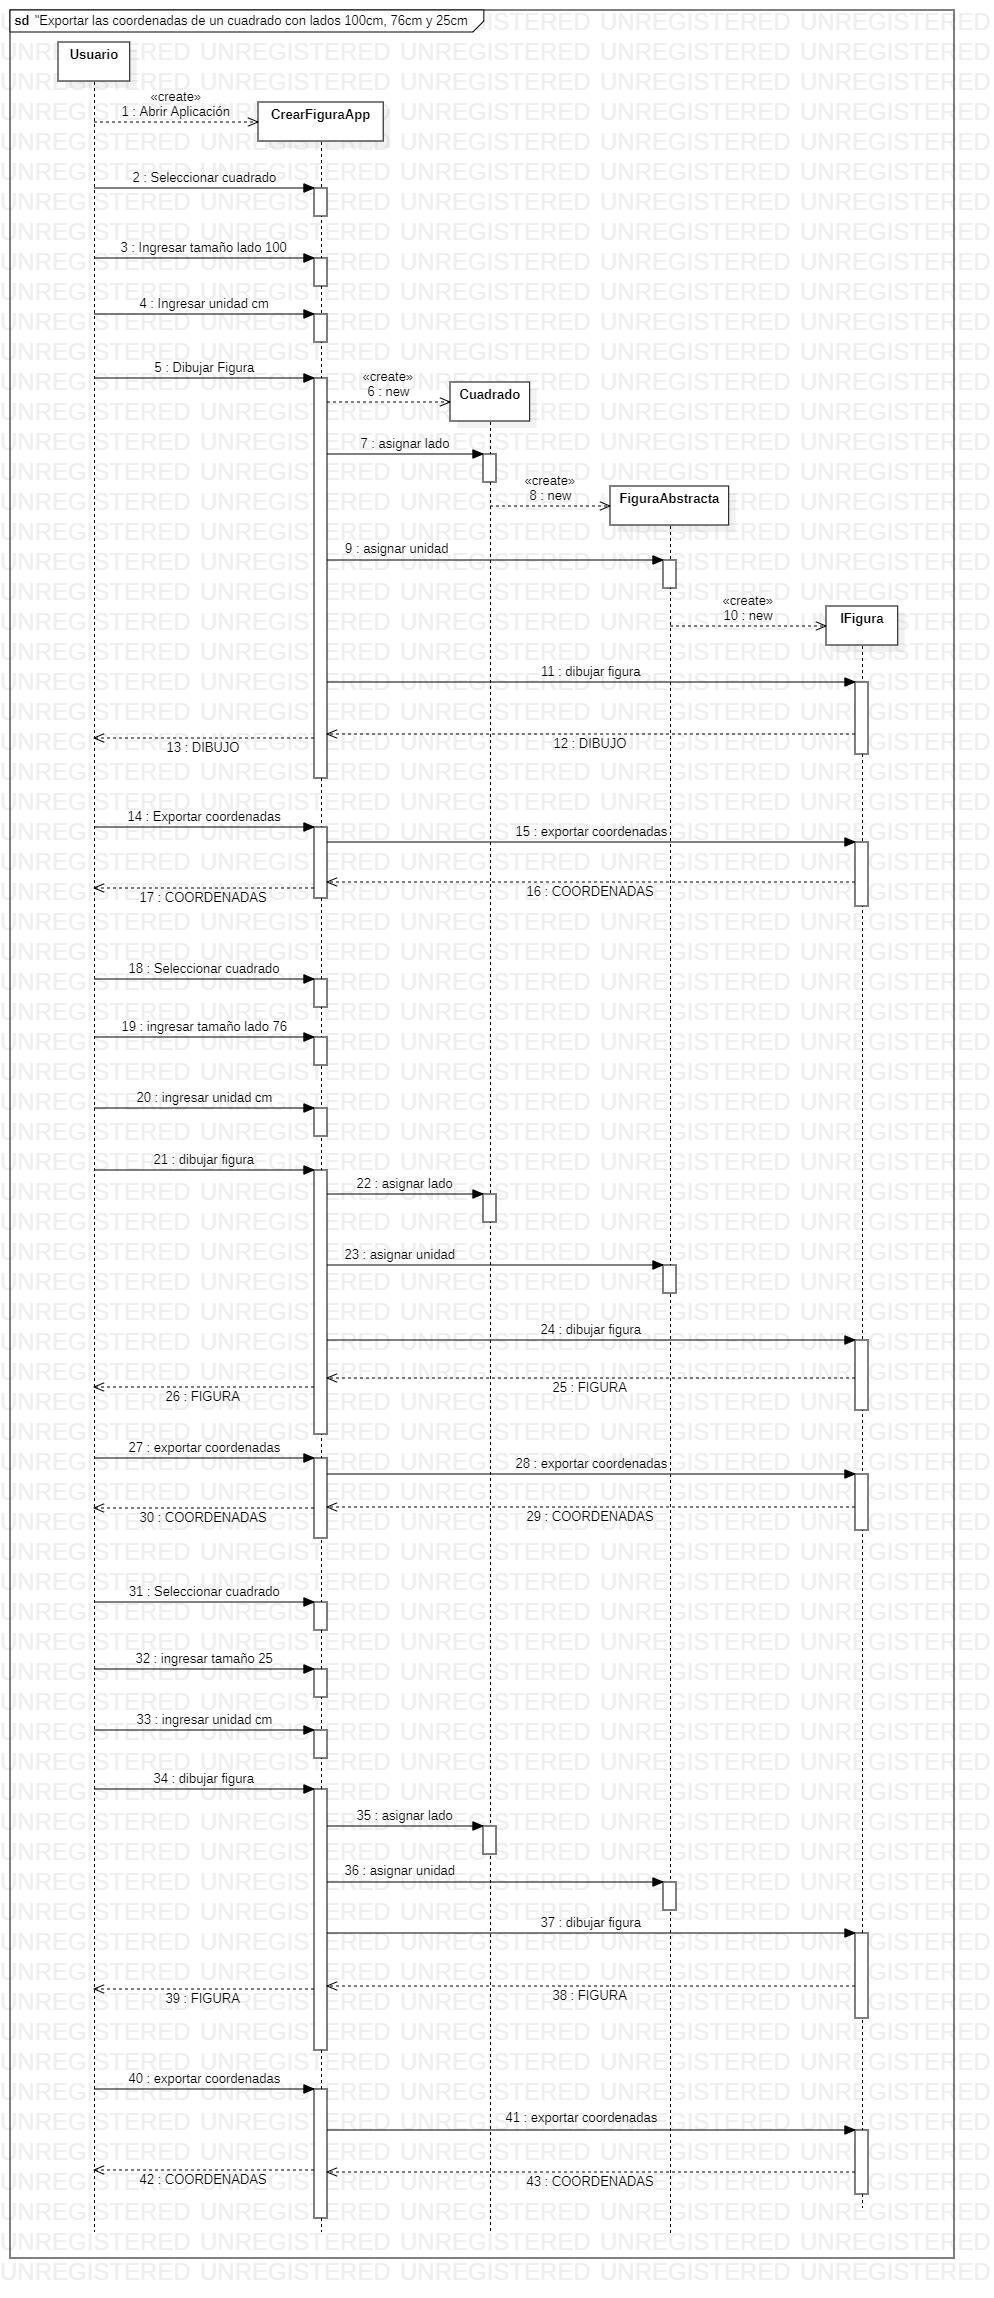 sd "Exportar las coordenadas de un cuadrado con lados 100cm, 76cm y 25cm
Usuario
«create»
1 : Abrir Aplicación
CrearFiguraApp
2 : Seleccionar cuadrado
3 : Ingresar tamaño lado 100
4 : Ingresar unidad cm
5 : Dibujar Figura
«create»
6 : new
Cuadrado
7 : asignar lado
«create»
8 : new
FiguraAbstracta
9 : asignar unidad
«create»
10 : new
IFigura
11 : dibujar figura
12 : DIBUJO
13 : DIBUJO
14 : Exportar coordenadas
15 : exportar coordenadas
16 : COORDENADAS
17 : COORDENADAS
18 : Seleccionar cuadrado
19 : ingresar tamaño lado 76
20 : ingresar unidad cm
21 : dibujar figura
22 : asignar lado
23 : asignar unidad
24 : dibujar figura
25 : FIGURA
26 : FIGURA
27 : exportar coordenadas
28 : exportar coordenadas
29 : COORDENADAS
30 : COORDENADAS
31 : Seleccionar cuadrado
32 : ingresar tamaño 25
33 : ingresar unidad cm
34 : dibujar figura
35 : asignar lado
36 : asignar unidad
37 : dibujar figura
38 : FIGURA
39 : FIGURA
40 : exportar coordenadas
41 : exportar coordenadas
42 : COORDENADAS
43 : COORDENADAS
UNREGISTERED UNREGISTERED UNREGISTERED UNREGISTERED UNREGISTERED